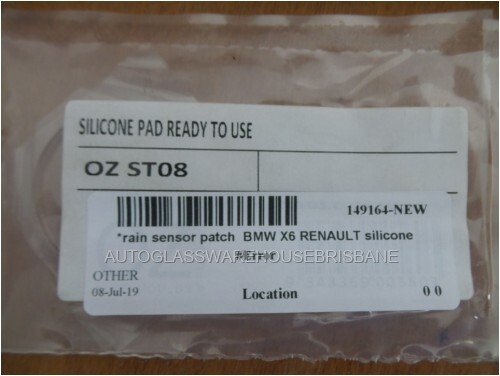 SILICONE PAD READY TO USE
OZ ST08
149164-NEW
*rain sensor patch BMW X6 RENAULT silicone
#Error
AUTOGLASSWAREHOUSEBRISBANE
OTHER
08-Jul-19
Location 0 0